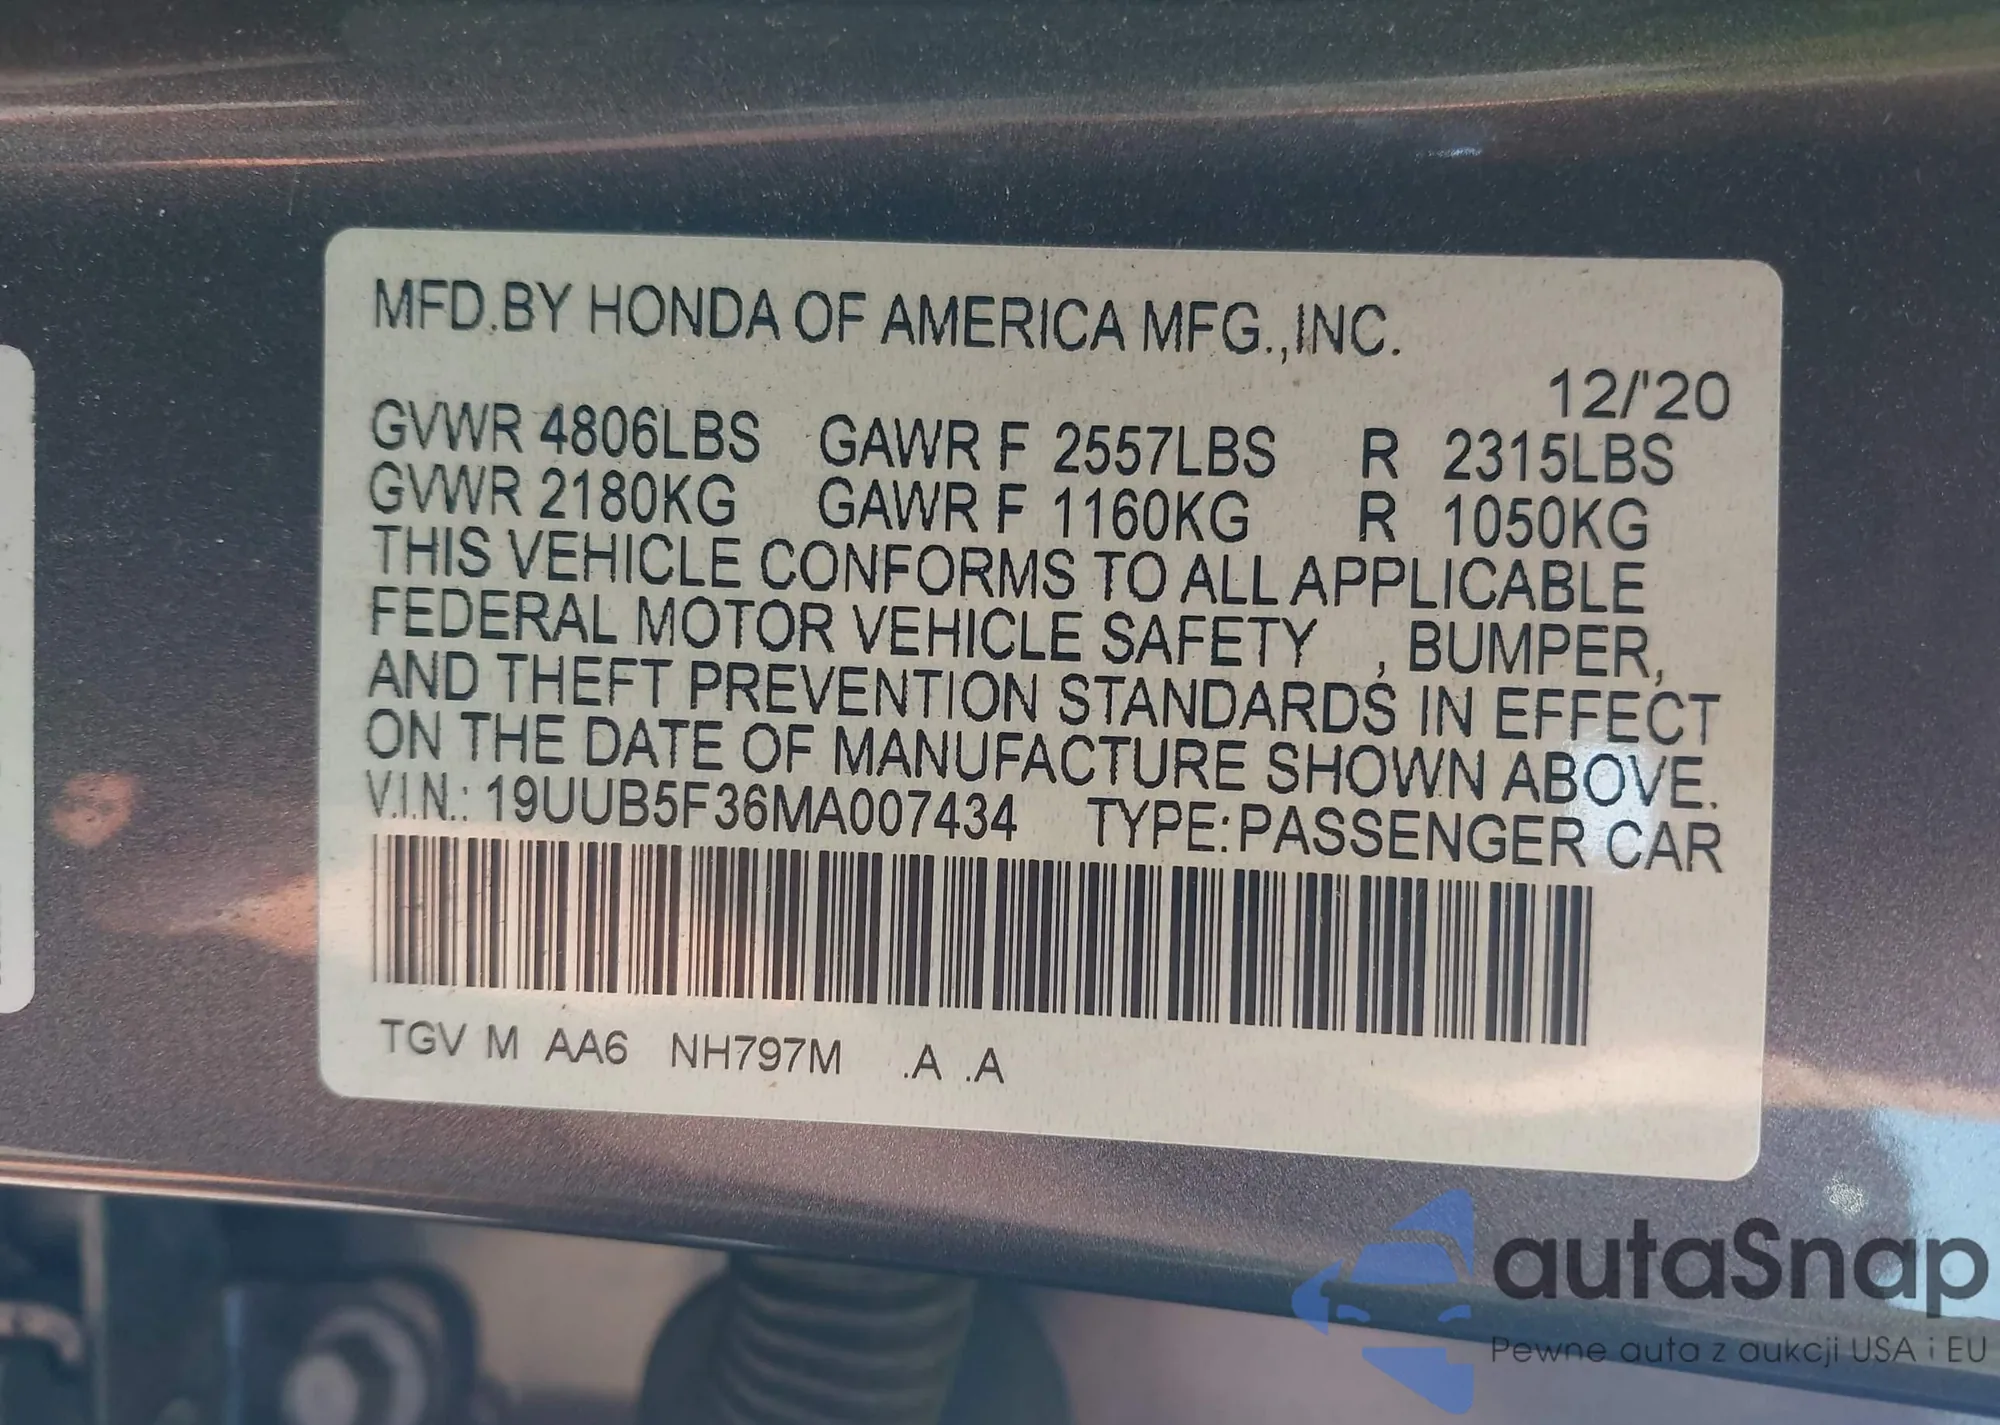 MFD.BY HONDA OF AMERICA MFG.,INC.
12/'20
GVWR 4806LBS GAWR F 2557LBS R 2315LBS
GVWR 2180KG GAWR F 1160KG R 1050KG
THIS VEHICLE CONFORMS TO ALL APPLICABLE
FEDERAL MOTOR VEHICLE SAFETY , BUMPER,
AND THEFT PREVENTION STANDARDS IN EFFECT
ON THE DATE OF MANUFACTURE SHOWN ABOVE.
V.I.N.: 19UUB5F36MA007434 TYPE:PASSENGER CAR
TGV M AA6 NH797M .A .A
autaSnap
Pewne auta z aukcji USA i EU